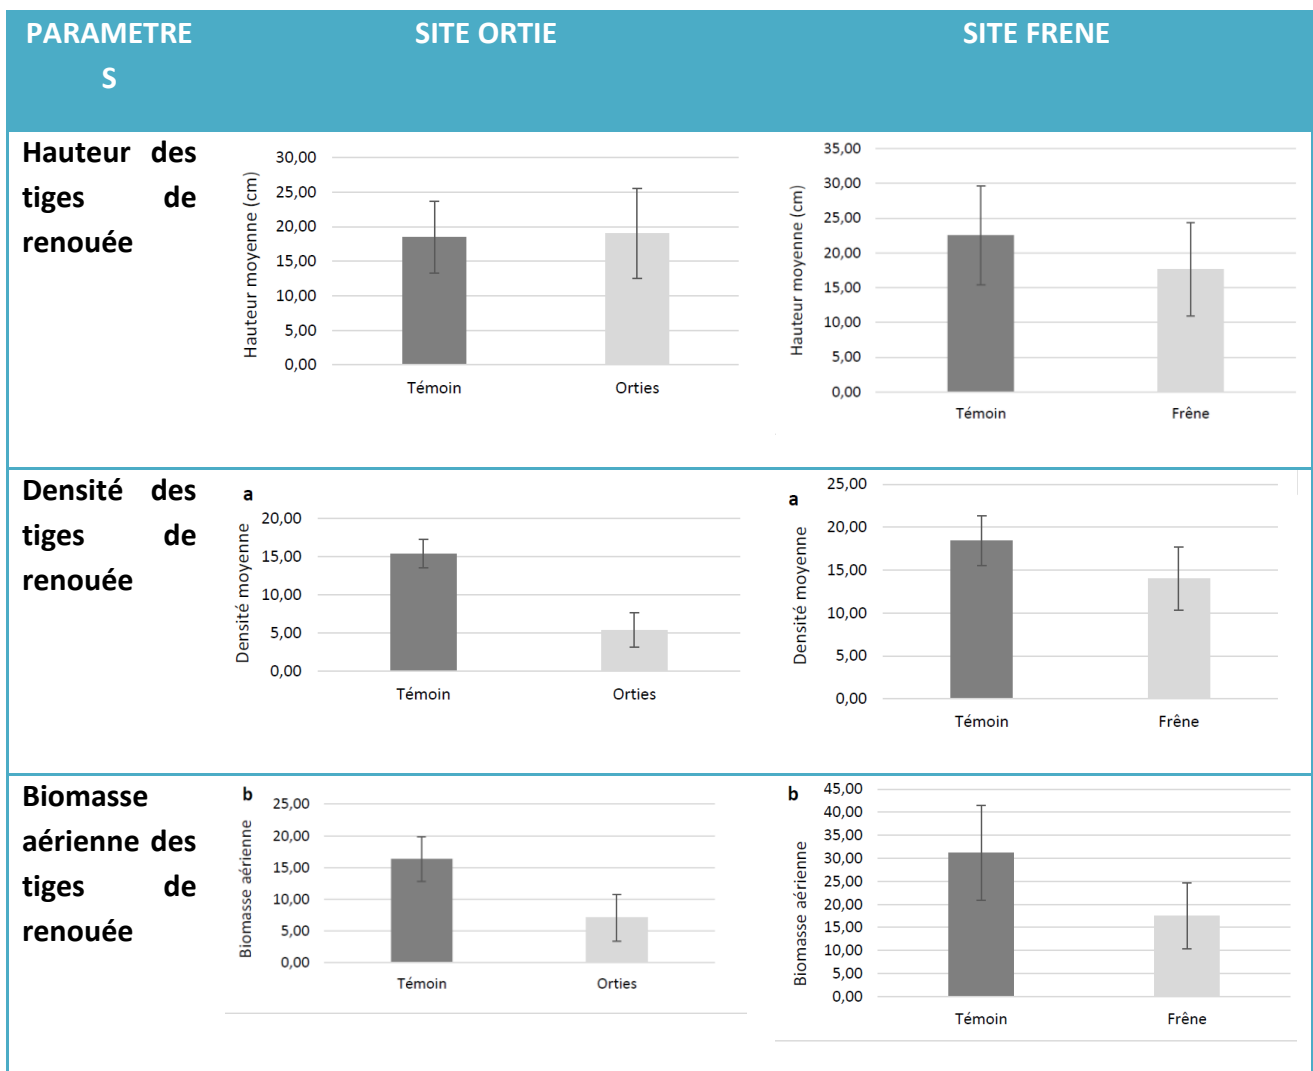 PARAMETRE
S
SITE ORTIE
SITE FRENE
Hauteur des
tiges de
renouée
Hauteur moyenne (cm)
30,00
25,00
20,00
15,00
10,00
5,00
0,00
Témoin
Orties
Hauteur moyenne (cm)
35,00
30,00
25,00
20,00
15,00
10,00
5,00
0,00
Témoin
Frêne
Densité des
tiges de
renouée
a
Densité moyenne
20,00
15,00
10,00
5,00
0,00
Témoin
Orties
a
Densité moyenne
25,00
20,00
15,00
10,00
5,00
0,00
Témoin
Frêne
Biomasse
aérienne des
tiges de
renouée
b
Biomasse aérienne
25,00
20,00
15,00
10,00
5,00
0,00
Témoin
Orties
b
Biomasse aérienne
45,00
40,00
35,00
30,00
25,00
20,00
15,00
10,00
5,00
0,00
Témoin
Frêne